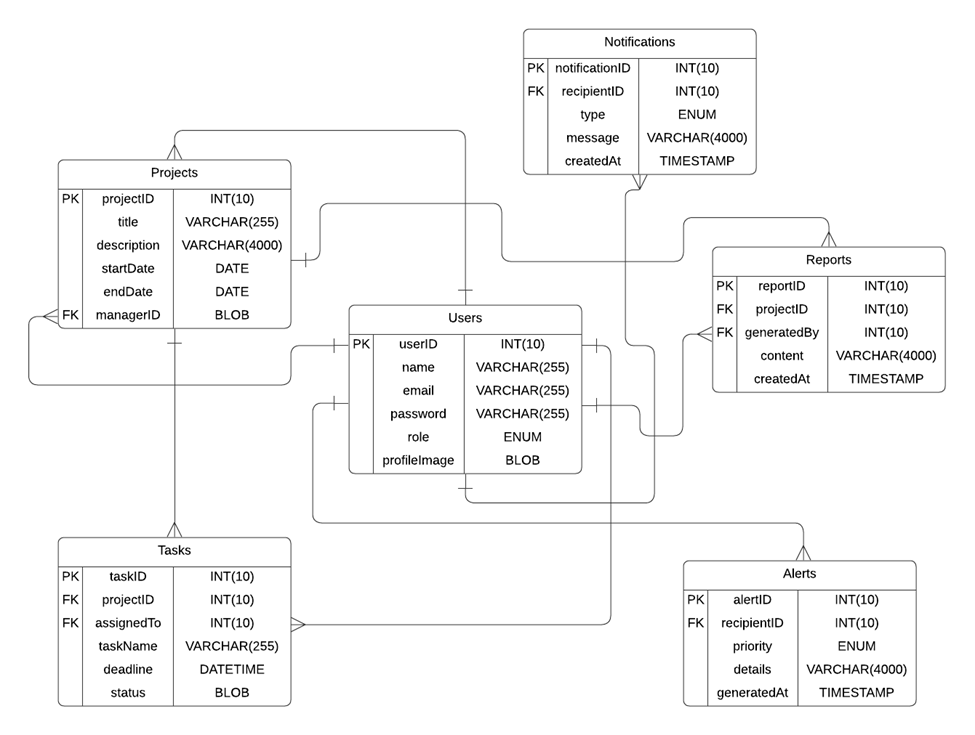 Notifications
PK notificationID INT(10)
FK recipientID INT(10)
type ENUM
message VARCHAR(4000)
createdAt TIMESTAMP
Projects
PK projectID INT(10)
title VARCHAR(255)
description VARCHAR(4000)
startDate DATE
endDate DATE
FK managerID BLOB
Reports
PK reportID INT(10)
FK projectID INT(10)
FK generatedBy INT(10)
content VARCHAR(4000)
createdAt TIMESTAMP
Users
PK userID INT(10)
name VARCHAR(255)
email VARCHAR(255)
password VARCHAR(255)
role ENUM
profileImage BLOB
Tasks
PK taskID INT(10)
FK projectID INT(10)
FK assignedTo INT(10)
taskName VARCHAR(255)
deadline DATETIME
status BLOB
Alerts
PK alertID INT(10)
FK recipientID INT(10)
priority ENUM
details VARCHAR(4000)
generatedAt TIMESTAMP